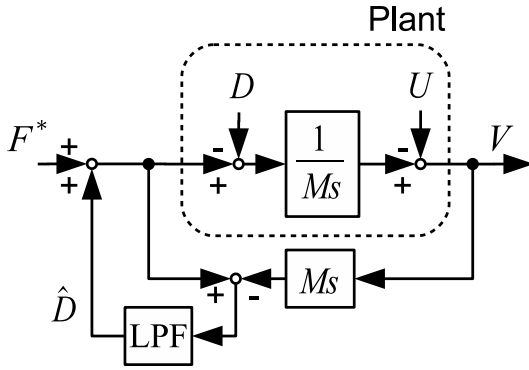 Plant
D
U
F*
+
+
-
+
1
Ms
-
+
V
+
-
Ms
D̂
LPF